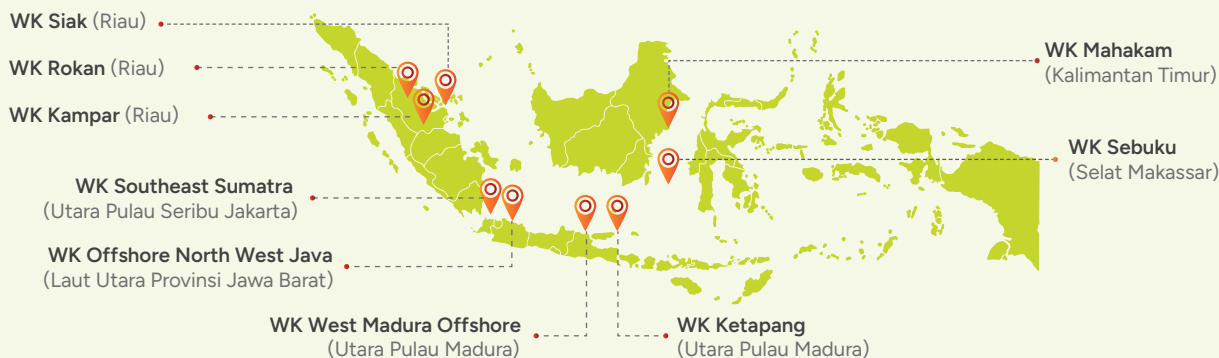 WK Siak (Riau)
WK Rokan (Riau)
WK Kampar (Riau)
WK Southeast Sumatra
(Utara Pulau Seribu Jakarta)
WK Offshore North West Java
(Laut Utara Provinsi Jawa Barat)
WK West Madura Offshore
(Utara Pulau Madura)
WK Ketapang
(Utara Pulau Madura)
WK Mahakam
(Kalimantan Timur)
WK Sebuku
(Selat Makassar)